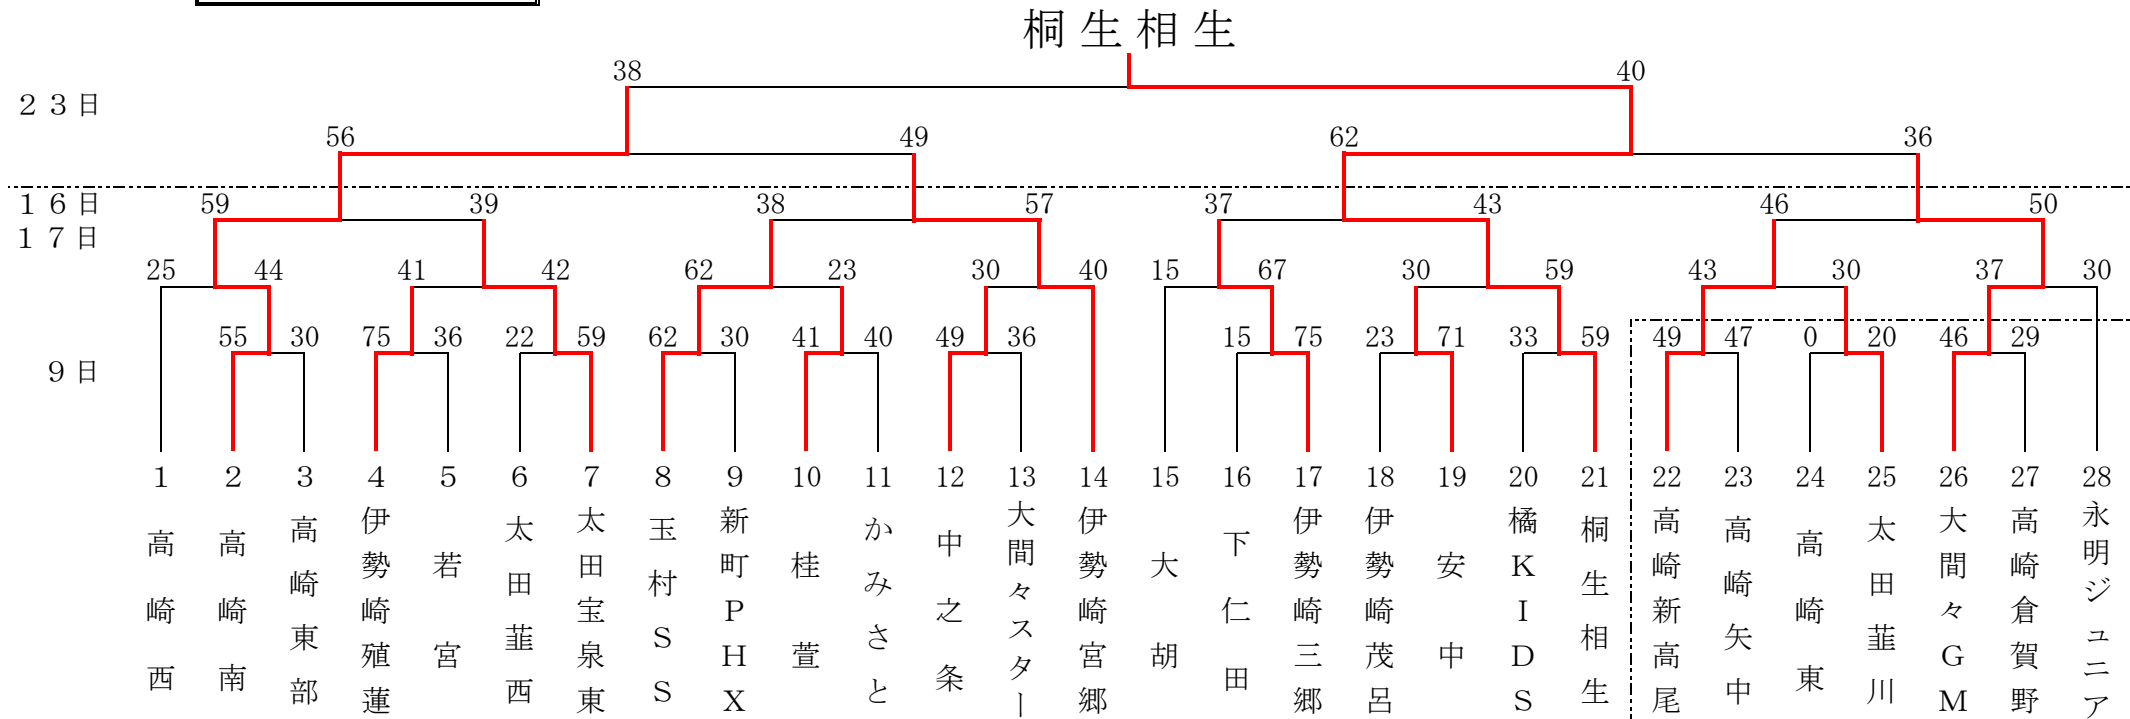 桐生相生
38 40
２３日
56 49 62 36
１６日
59 39 38 57 37 43 46 50
１７日
25 44 41 42 62 23 30 40 15 67 30 59 43 30 37 30
55 30 75 36 22 59 62 30 41 40 49 36 15 75 23 71 33 59 49 47 0 20 46 29
９日
1 2 3 4 5 6 7 8 9 10 11 12 13 14 15 16 17 18 19 20 21 22 23 24 25 26 27 28
高崎西
高崎南
高崎東部
伊勢崎殖蓮
若宮
太田韮西
太田宝泉東
玉村ＳＳ
新町ＰＨＸ
桂萱
かみさと
中之条
大間々スター
伊勢崎宮郷
大胡
下仁田
伊勢崎三郷
伊勢崎茂呂
安中
橘ＫＩＤＳ
桐生相生
高崎新高尾
高崎矢中
高崎東
太田韮川
大間々ＧＭ
高崎倉賀野
永明ジュニア